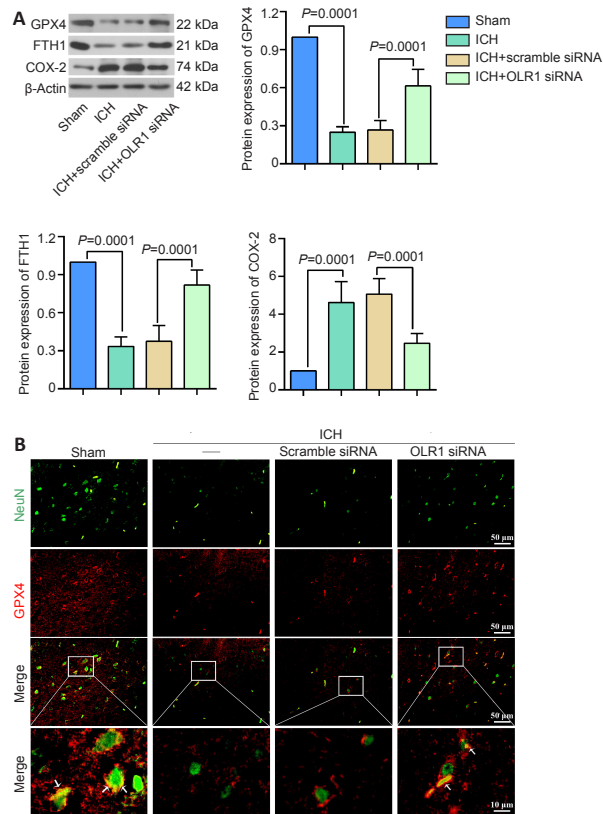 A
GPX4 22 kDa
FTH1 21 kDa
COX-2 74 kDa
β-Actin 42 kDa
Sham
ICH
ICH+scramble siRNA
ICH+OLR1 siRNA
Protein expression of GPX4
1.2
0.9
0.6
0.3
0
P=0.0001
P=0.0001
Sham
ICH
ICH+scramble siRNA
ICH+OLR1 siRNA
Protein expression of FTH1
1.2
0.9
0.6
0.3
0
P=0.0001
P=0.0001
Protein expression of COX-2
8
6
4
2
0
P=0.0001
P=0.0001
B
ICH
Sham — Scramble siRNA OLR1 siRNA
NeuN
50 μm
GPX4
50 μm
Merge
50 μm
Merge
10 μm